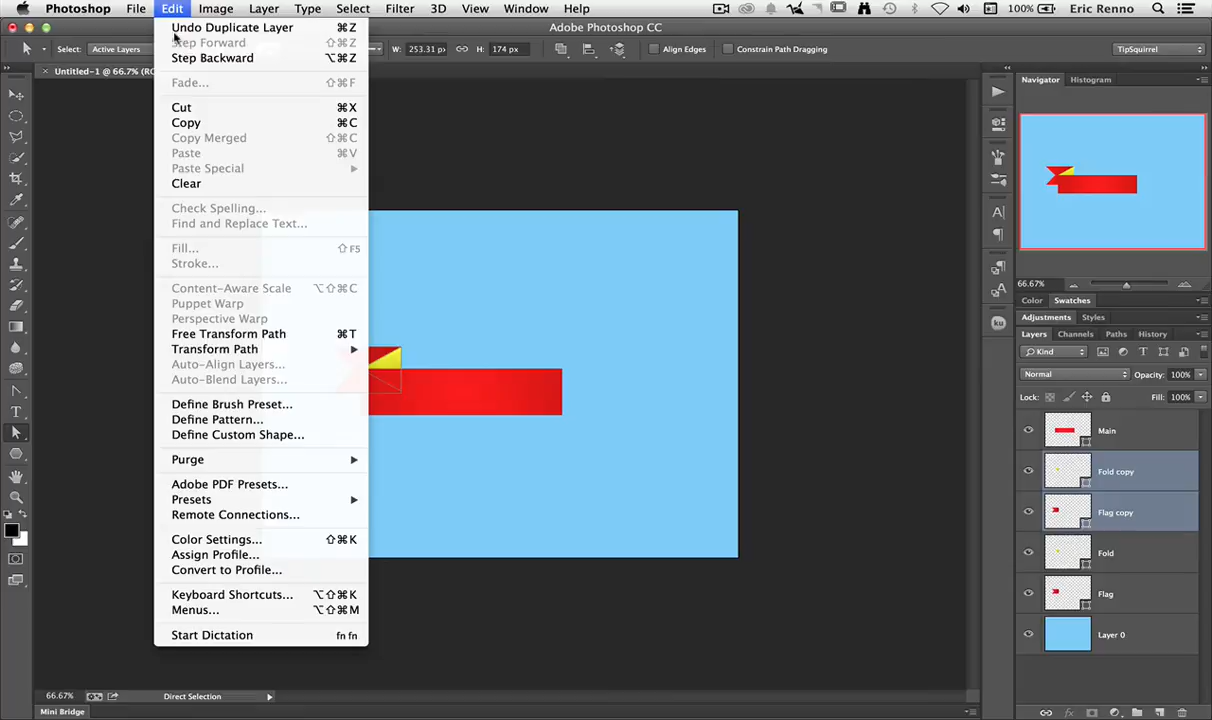 Photoshop File Edit Image Layer Type Select Filter 3D View Window Help 100% Eric Renno
Adobe Photoshop CC
Select: Active Layers W: 253.31 p H: 174 px Align Edges Constrain Path Dragging TipSquirrel
Untitled-1 @ 66.7% (RG
Undo Duplicate Layer ⌘Z
Step Forward ⇧⌘Z
Step Backward ⌥⌘Z
Fade... ⇧⌘F
Cut ⌘X
Copy ⌘C
Copy Merged ⇧⌘C
Paste ⌘V
Paste Special
Clear
Check Spelling...
Find and Replace Text...
Fill... ⇧F5
Stroke...
Content-Aware Scale ⌥⇧⌘C
Puppet Warp
Perspective Warp
Free Transform Path ⌘T
Transform Path
Auto-Align Layers...
Auto-Blend Layers...
Define Brush Preset...
Define Pattern...
Define Custom Shape...
Purge
Adobe PDF Presets...
Presets
Remote Connections...
Color Settings... ⇧⌘K
Assign Profile...
Convert to Profile...
Keyboard Shortcuts... ⌥⇧⌘K
Menus... ⌥⇧⌘M
Start Dictation fn fn
Navigator Histogram
66.67%
Color Swatches
Adjustments Styles
Layers Channels Paths History
Kind
Normal Opacity: 100%
Lock: Fill: 100%
Main
Fold copy
Flag copy
Fold
Flag
Layer 0
66.67% Direct Selection
Mini Bridge